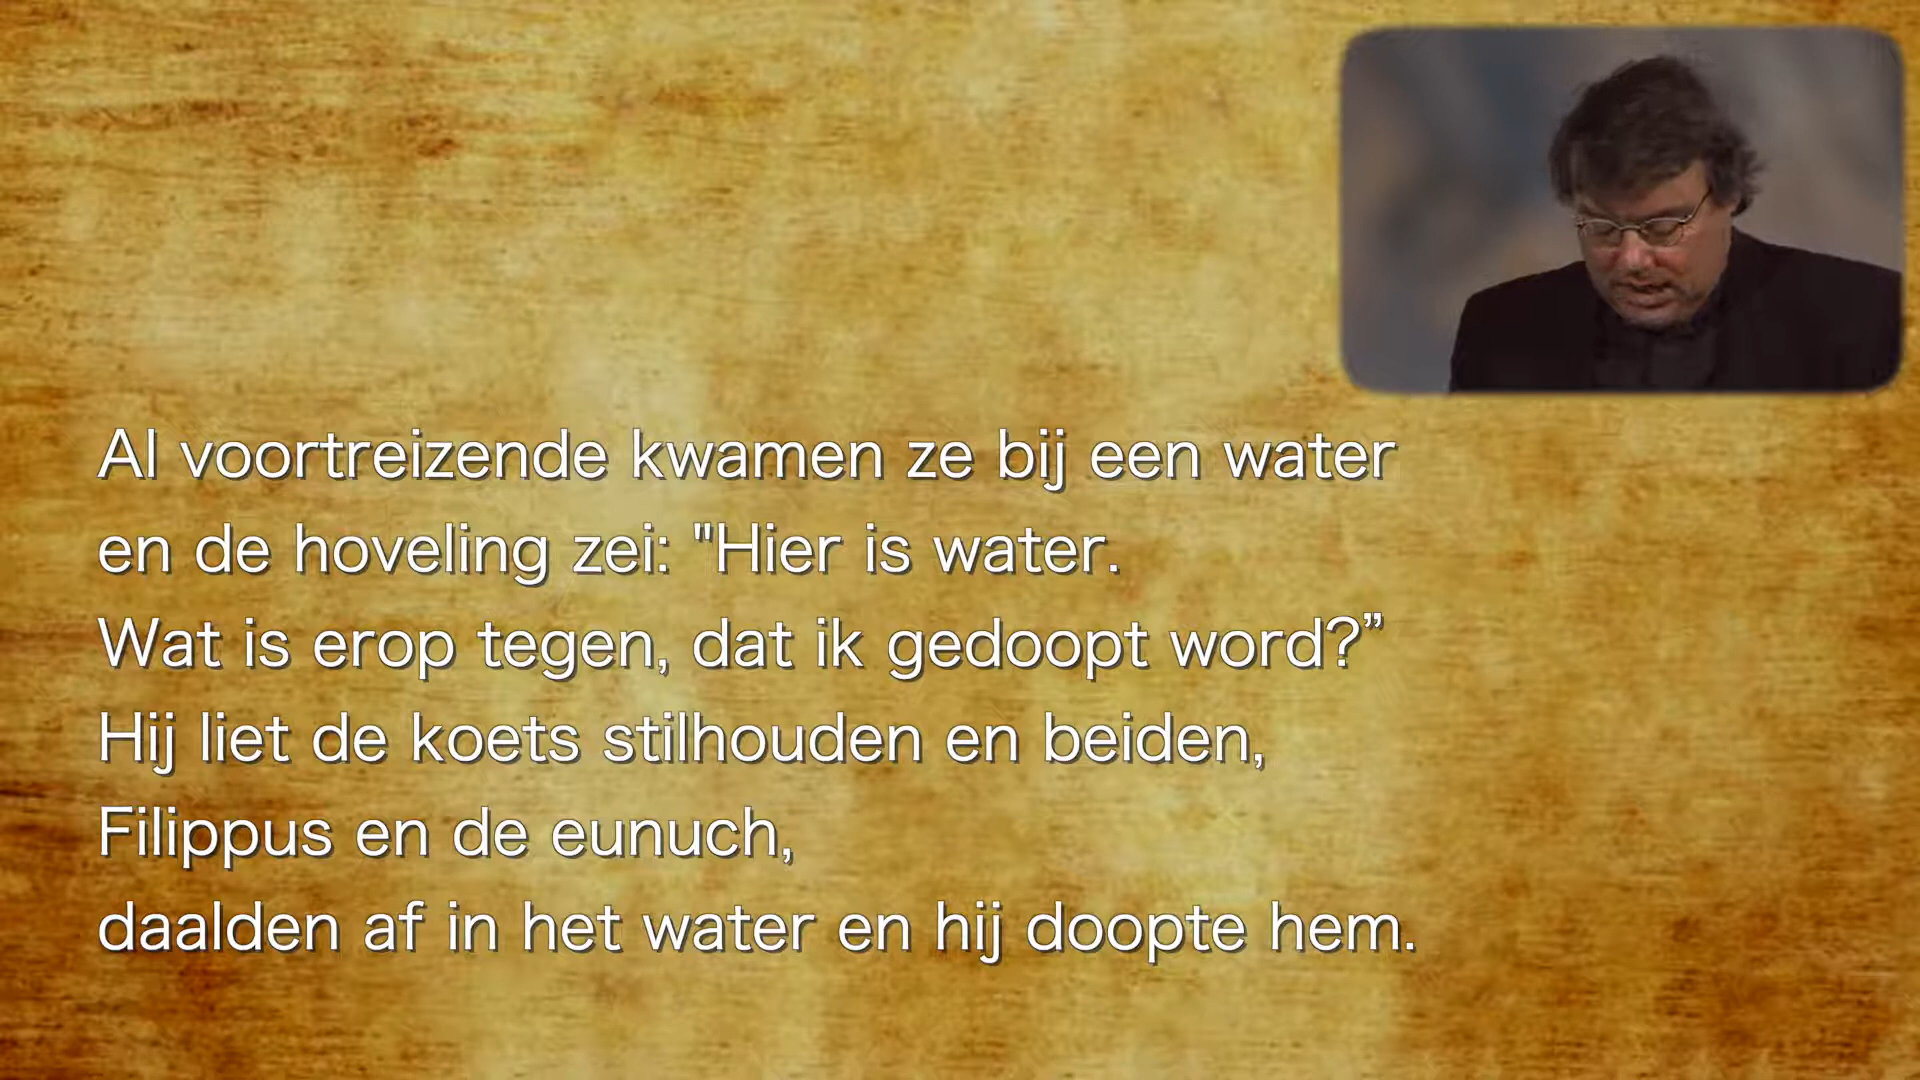 Al voortreizende kwamen ze bij een water
en de hoveling zei: "Hier is water.
Wat is erop tegen, dat ik gedoopt word?”
Hij liet de koets stilhouden en beiden,
Filippus en de eunuch,
daalden af in het water en hij doopte hem.